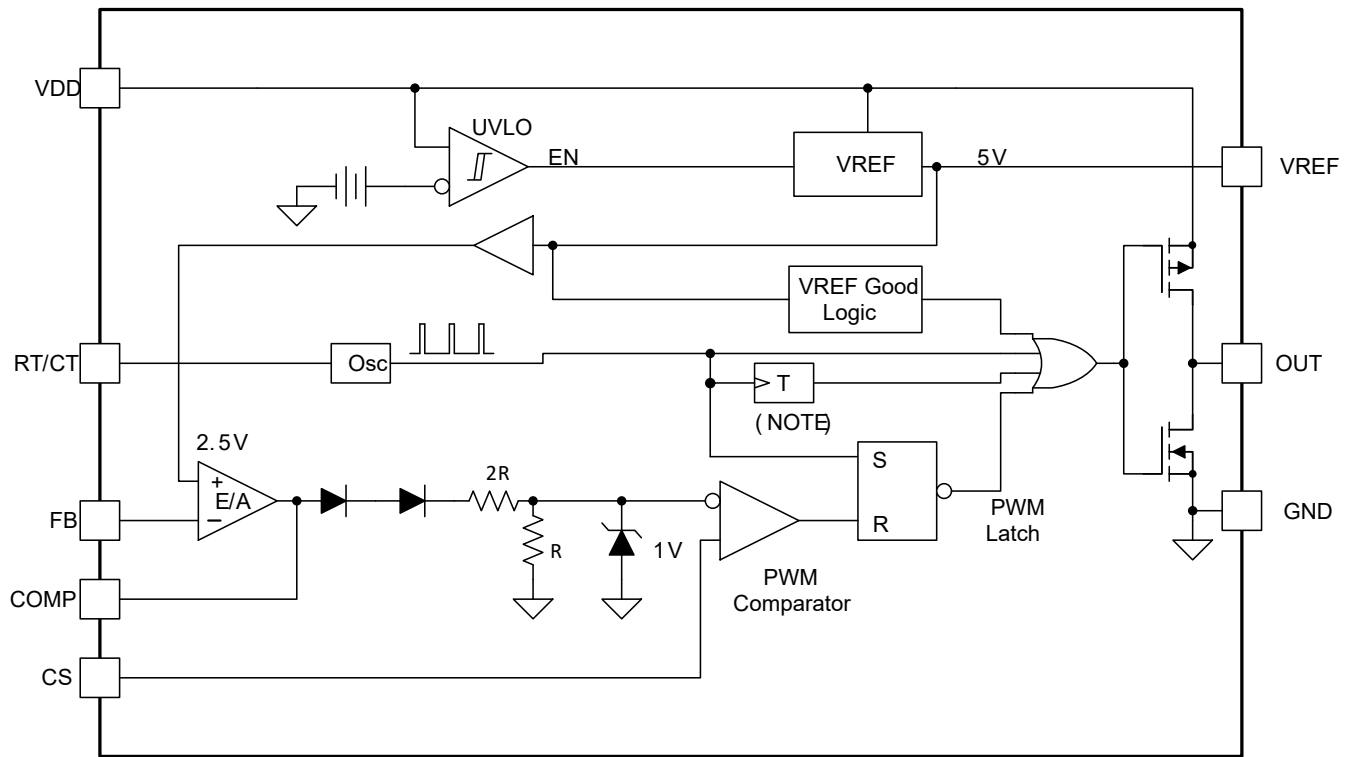 VDD
UVLO
EN
VREF
5V
VREF
VREF Good
Logic
RT/CT
Osc
T
(NOTE)
OUT
2.5V
+
E/A
−
2R
S
FB
R
1V
R
PWM
Latch
GND
COMP
PWM
Comparator
CS